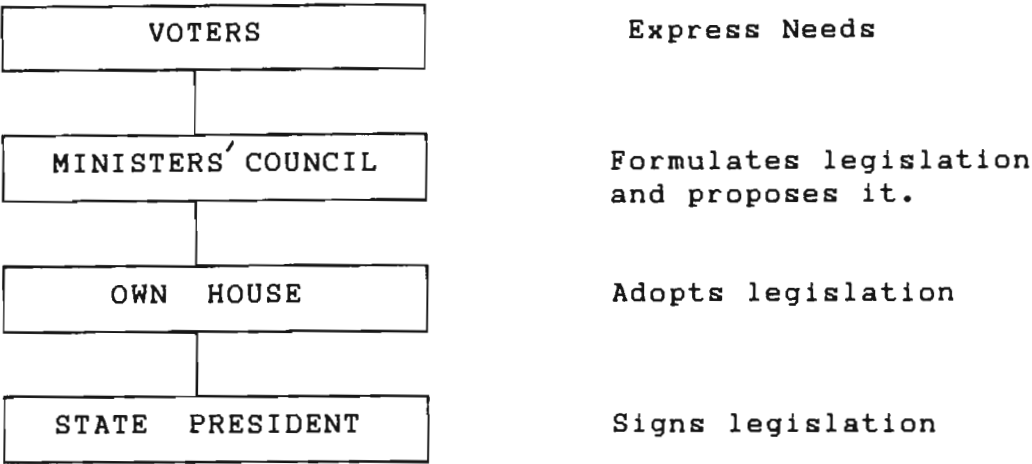 VOTERS Express Needs
MINISTERS' COUNCIL Formulates legislation
and proposes it.
OWN HOUSE Adopts legislation
STATE PRESIDENT Signs legislation